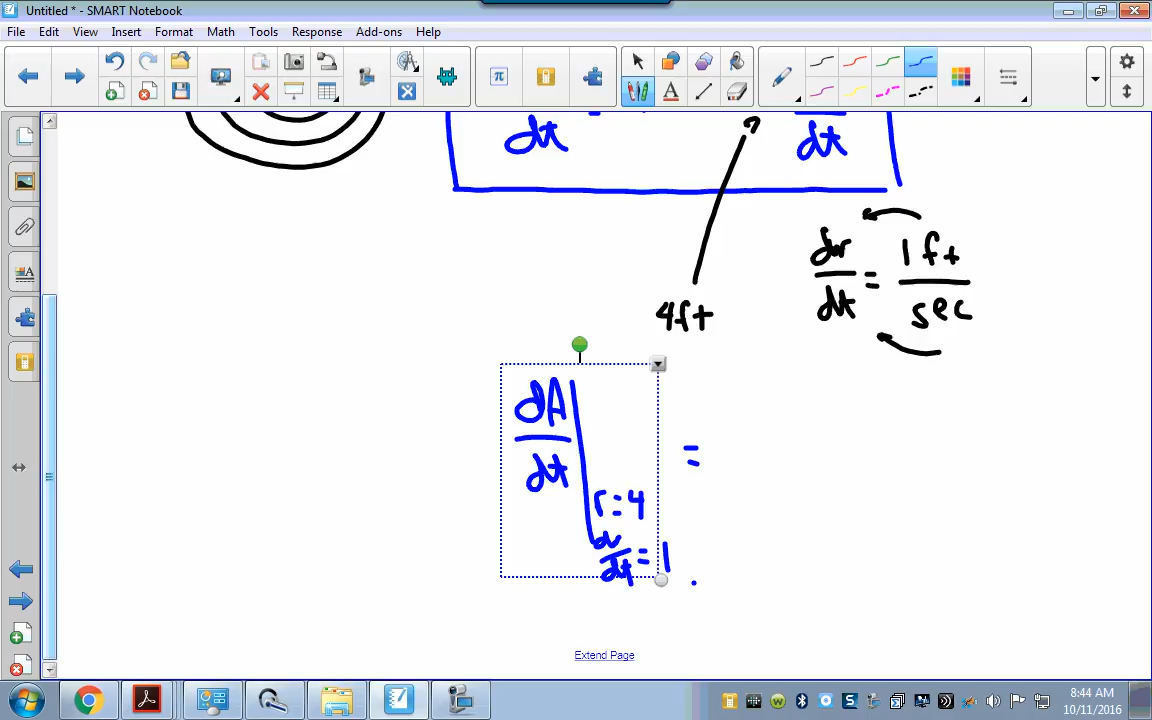 Untitled * - SMART Notebook
File Edit View Insert Format Math Tools Response Add-ons Help
dt = dt
dr/dt = 1 ft/sec
4ft
dA/dt | r=4 dr/dt = 1 =
Extend Page
8:44 AM
10/11/2016